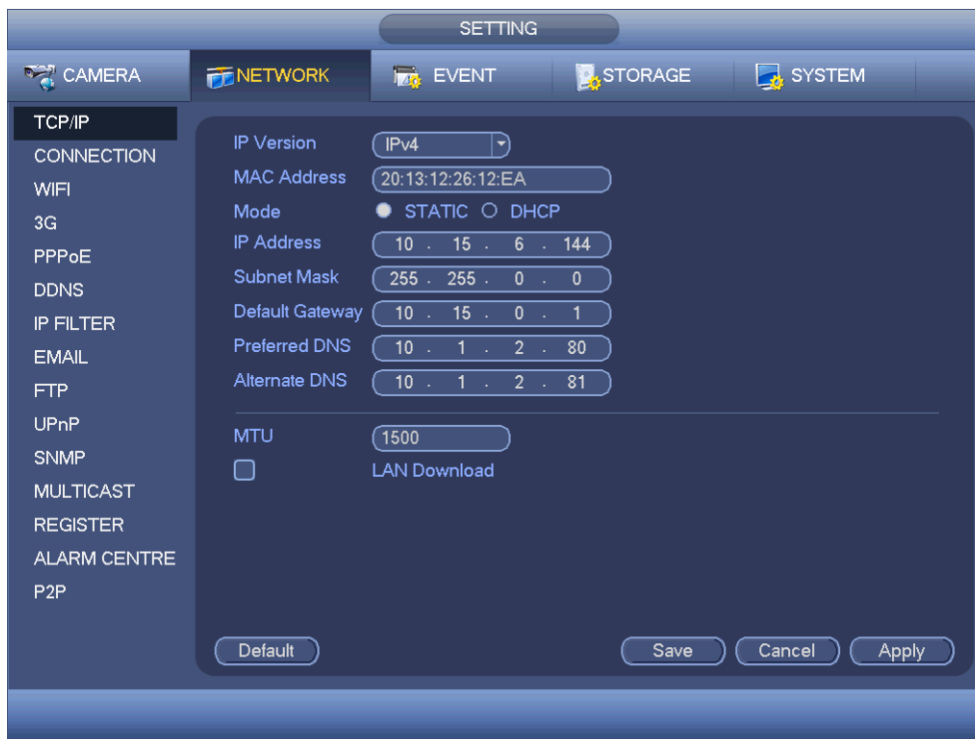 SETTING
CAMERA NETWORK EVENT STORAGE SYSTEM
TCP/IP
CONNECTION
WIFI
3G
PPPoE
DDNS
IP FILTER
EMAIL
FTP
UPnP
SNMP
MULTICAST
REGISTER
ALARM CENTRE
P2P
IP Version IPv4
MAC Address 20:13:12:26:12:EA
Mode STATIC DHCP
IP Address 10 . 15 . 6 . 144
Subnet Mask 255 . 255 . 0 . 0
Default Gateway 10 . 15 . 0 . 1
Preferred DNS 10 . 1 . 2 . 80
Alternate DNS 10 . 1 . 2 . 81
MTU 1500
LAN Download
Default Save Cancel Apply